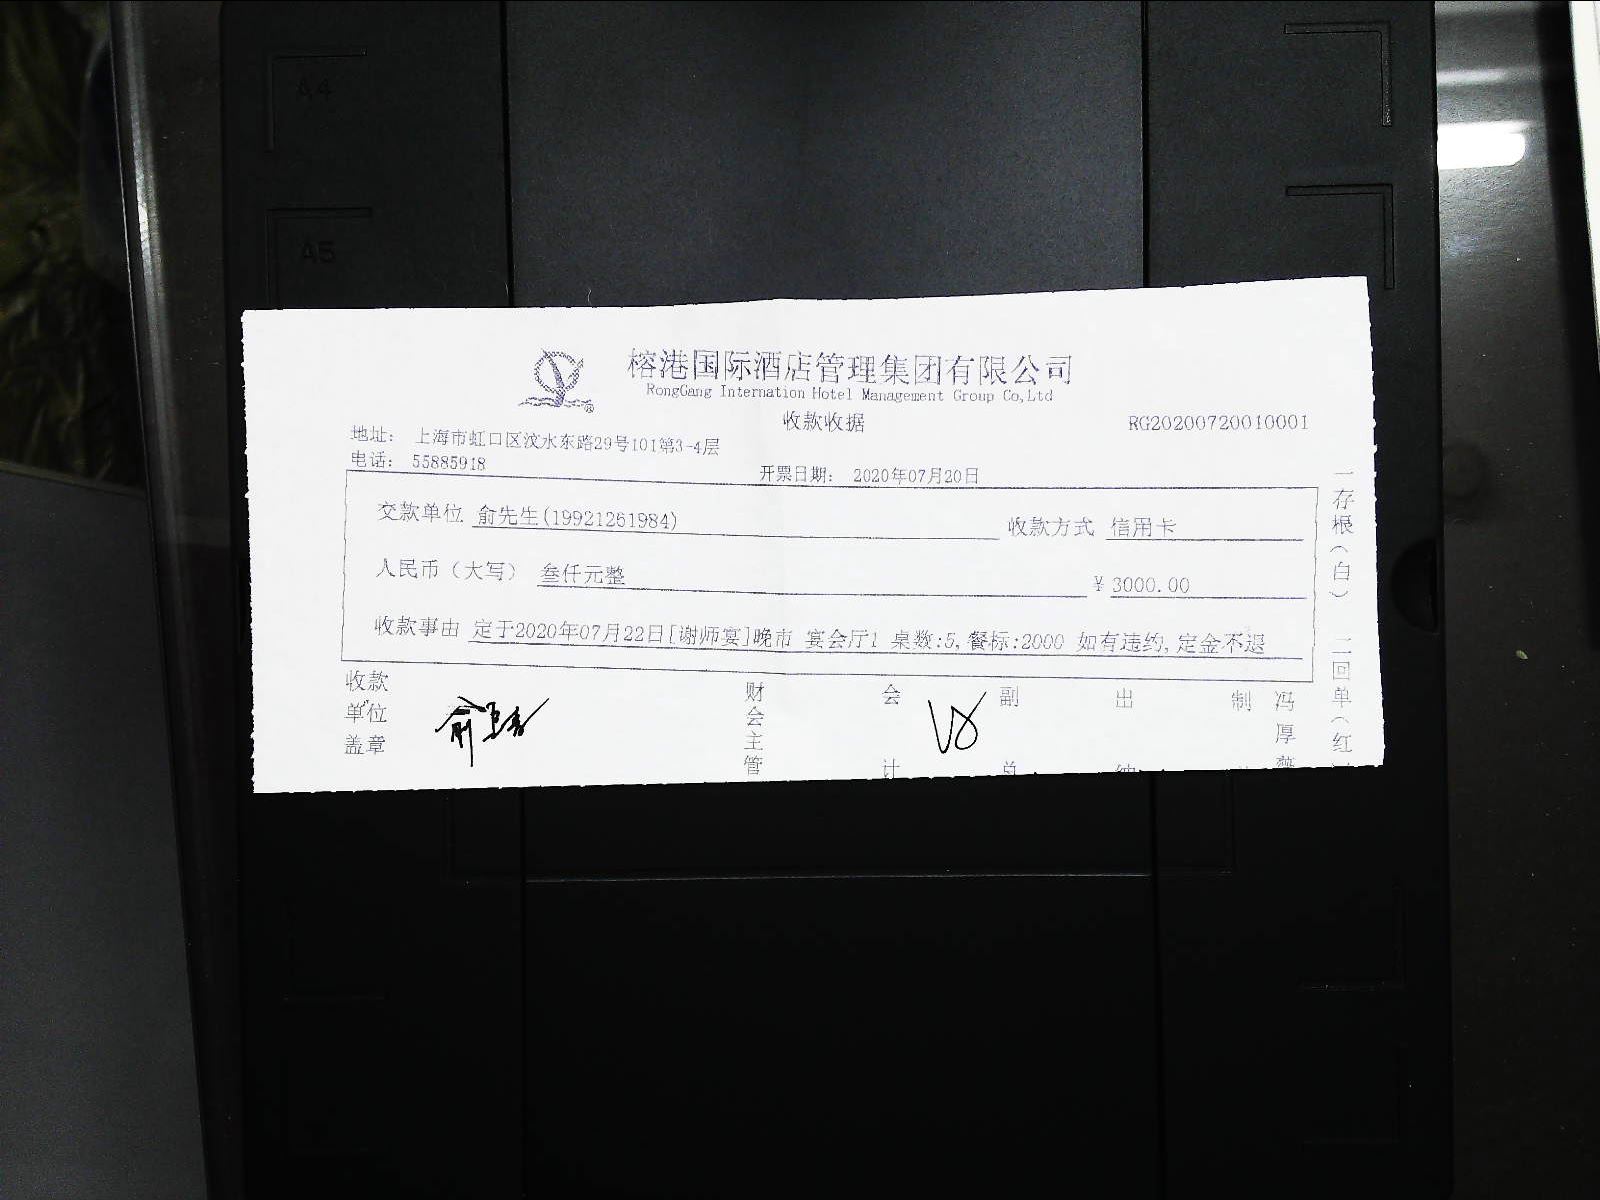 A4
A5
榕港国际酒店管理集团有限公司
RongGang Internation Hotel Management Group Co,Ltd
收款收据
RG20200720010001
地址： 上海市虹口区汶水东路29号101第3-4层
电话： 55885918
开票日期： 2020年07月20日
交款单位 俞先生(19921261984) 收款方式 信用卡
人民币（大写） 叁仟元整 ￥ 3000.00
收款事由 定于2020年07月22日[谢师宴]晚市 宴会厅1 桌数:5,餐标:2000 如有违约,定金不退
收款单位盖章
俞
财会主管
会计
副总
出纳
制
冯厚
一存根（白） 二回单（红